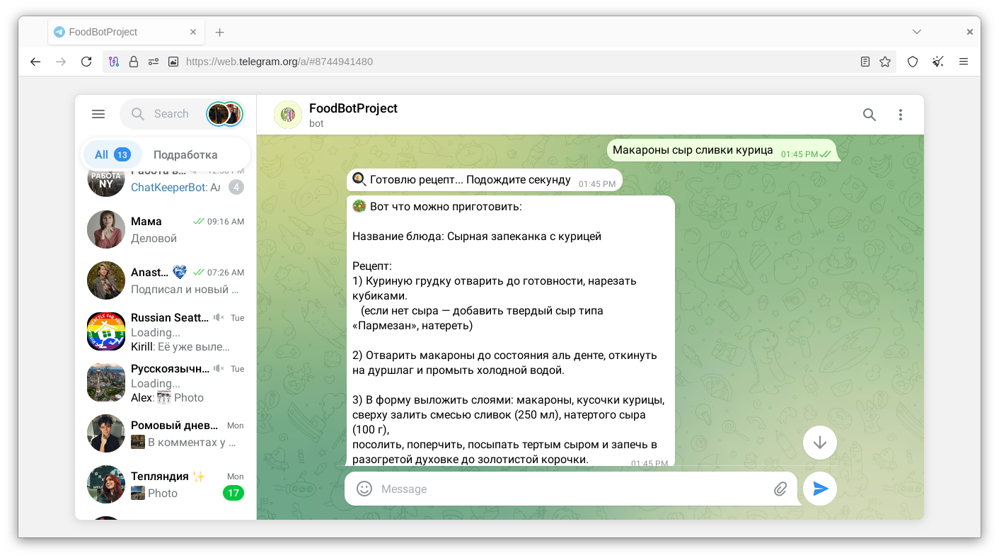 FoodBotProject
https://web.telegram.org/a/#8744941480
Search
All 13
Подработка
РАБОТА
NY
ChatKeeperBot: 
4
Мама
09:16 AM
Деловой
Anast...
07:26 AM
Подписал и новый ...
Russian Seatt...
Tue
Loading...
Kirill: Её уже выле...
Русскоязычн...
Tue
Loading...
Alex: Photo
Ромовый днев...
Mon
В комментах у ...
Тепляндия ✨
Mon
Photo
17
FoodBotProject
bot
Макароны сыр сливки курица
01:45 PM
Готовлю рецепт... Подождите секунду
01:45 PM
Вот что можно приготовить:
Название блюда: Сырная запеканка с курицей
Рецепт:
1) Куриную грудку отварить до готовности, нарезать
кубиками.
(если нет сыра — добавить твердый сыр типа
«Пармезан», натереть)
2) Отварить макароны до состояния аль денте, откинуть
на дуршлаг и промыть холодной водой.
3) В форму выложить слоями: макароны, кусочки курицы,
сверху залить смесью сливок (250 мл), натертого сыра
(100 г),
посолить, поперчить, посыпать тертым сыром и запечь в
разогретой духовке до золотистой корочки.
01:45 PM
Message